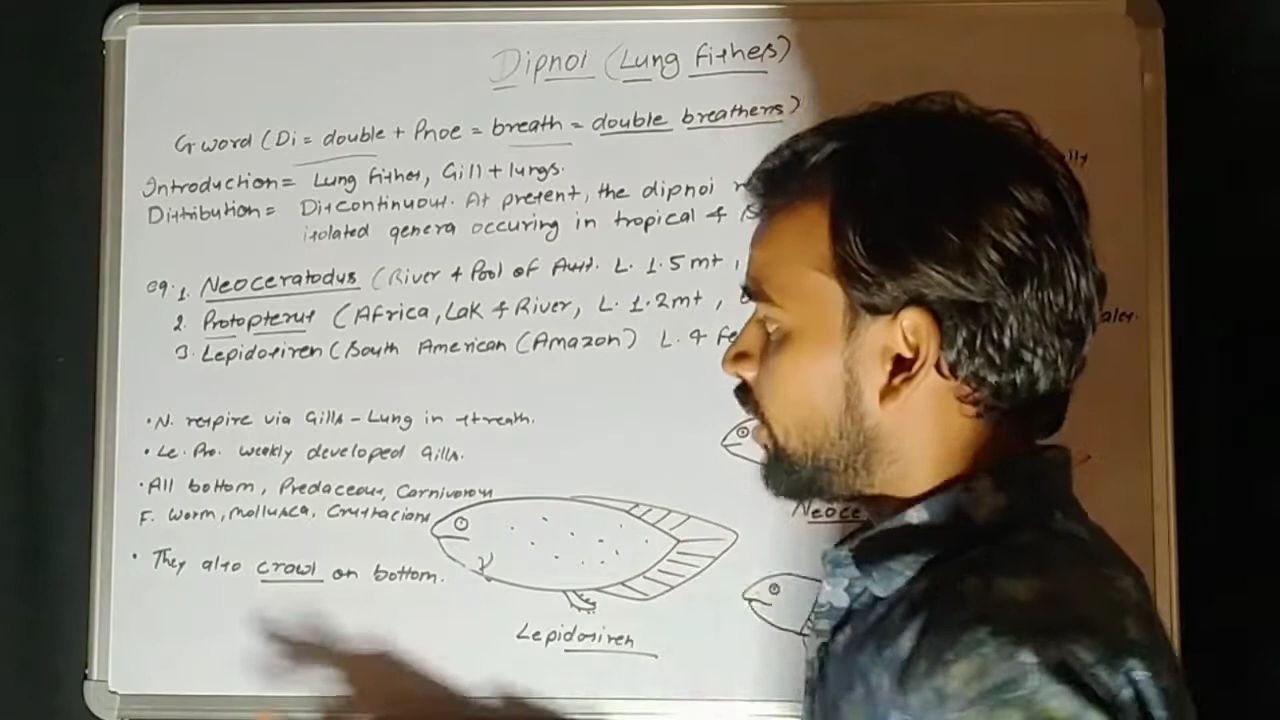 Dipnoi (Lung fishes)
G word (Di = double + Pnoe = breath = double breathers)
Introduction = Lung fishes, Gill + lungs.
Distribution = Discontinuous. At present, the dipnoi
isolated genera occuring in tropical &
eg. 1. Neoceratodus (River & Pool of Aust. L. 1.5 mt,
2. Protopterus (Africa, Lak & River, L. 1.2mt,
3. Lepidosiren (South American (Amazon) L. 4 Fe
• N. respire via Gills - Lung in streath.
• Le. Pro. weekly developed Gills.
• All bottom, Predaceous, Carnivorous
F. worm, mollusca, Crustacions
• They also crawl on bottom.
Lepidosiren
Neoce